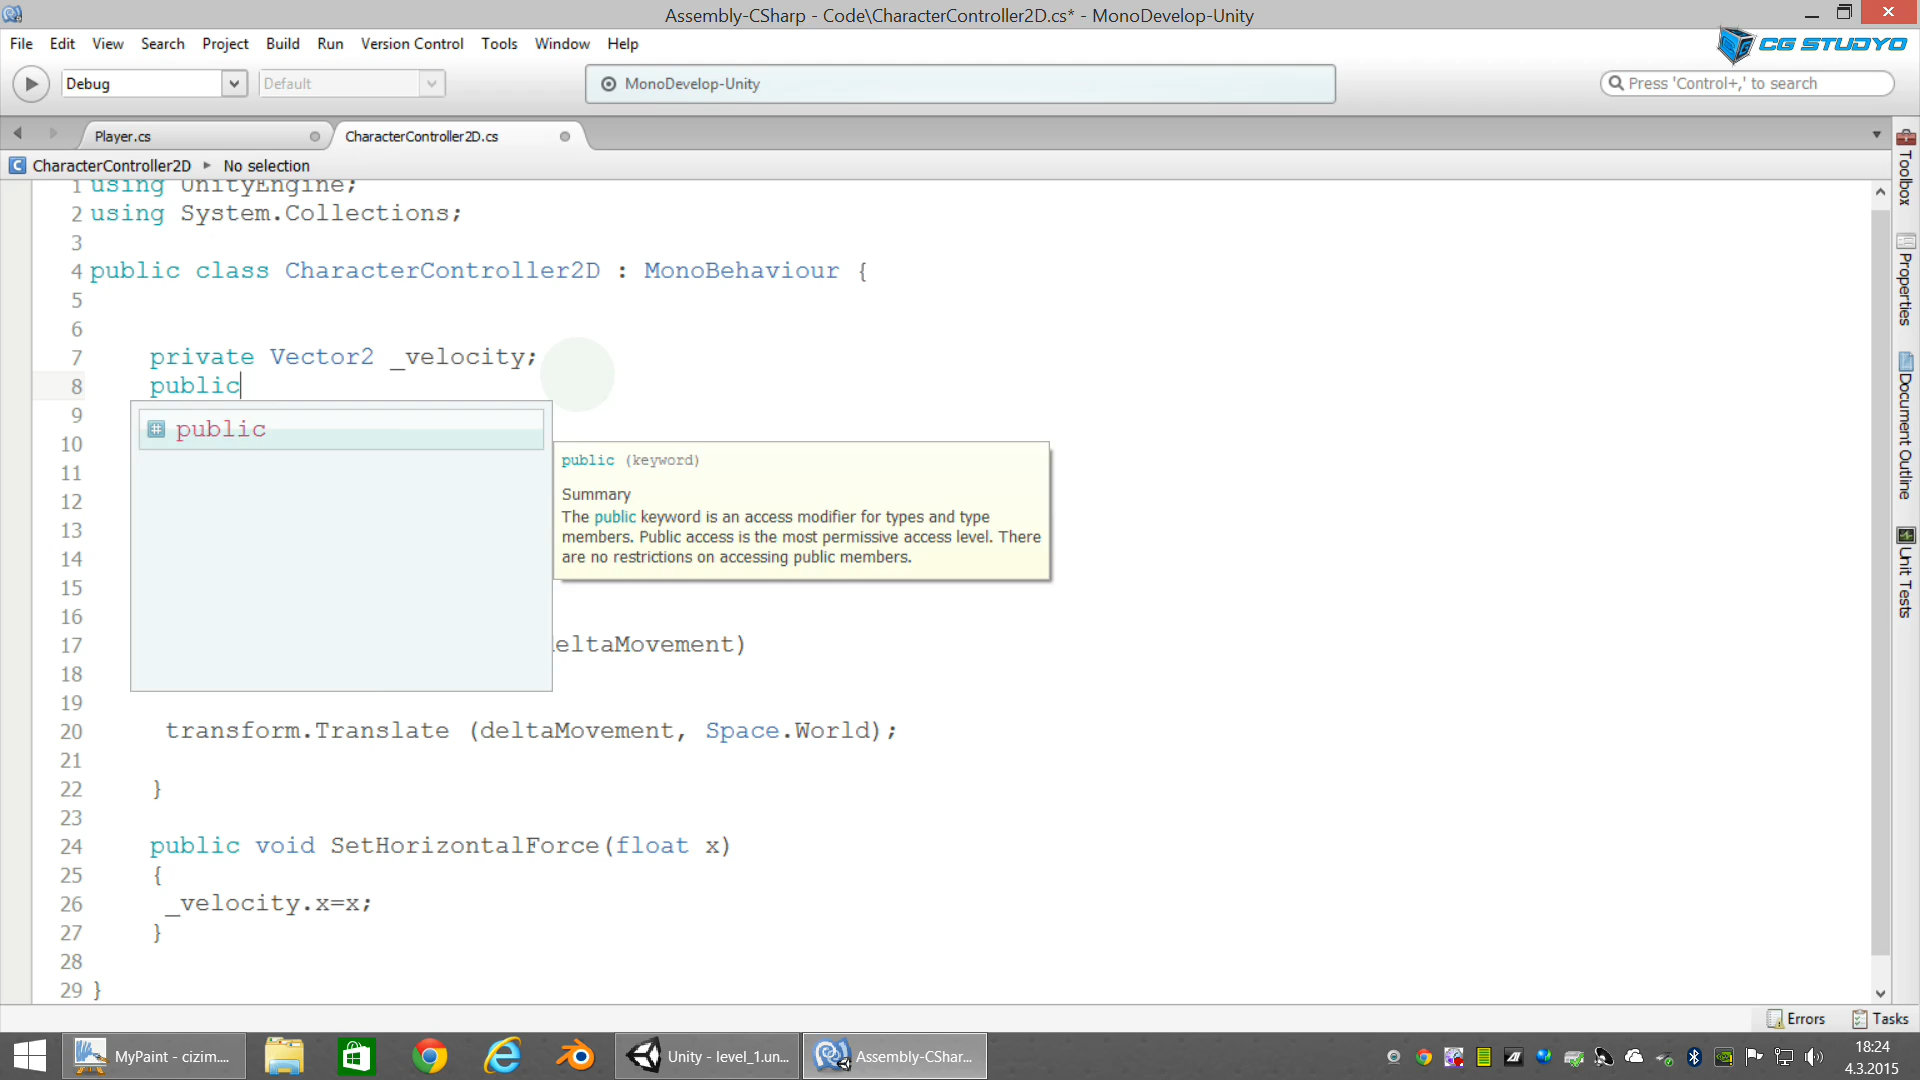 Assembly-CSharp - Code\CharacterController2D.cs* - MonoDevelop-Unity
File Edit View Search Project Build Run Version Control Tools Window Help
CG STUDYO
Debug
Default
MonoDevelop-Unity
Press 'Control+,' to search
Player.cs
CharacterController2D.cs
CharacterController2D
No selection
1 using UnityEngine;
2 using System.Collections;
3
4 public class CharacterController2D : MonoBehaviour {
5
6
7 private Vector2 _velocity;
8 public
9
public
10
public (keyword)
11
Summary
12
The public keyword is an access modifier for types and type
13
members. Public access is the most permissive access level. There
are no restrictions on accessing public members.
14
15
16
17 eltaMovement)
18
19
20 transform.Translate (deltaMovement, Space.World);
21
22 }
23
24 public void SetHorizontalForce(float x)
25 {
26 _velocity.x=x;
27 }
28
29 }
Toolbox
Properties
Document Outline
Unit Tests
Errors
Tasks
MyPaint - cizim....
Unity - level_1.un...
Assembly-CShar...
18:24
4.3.2015